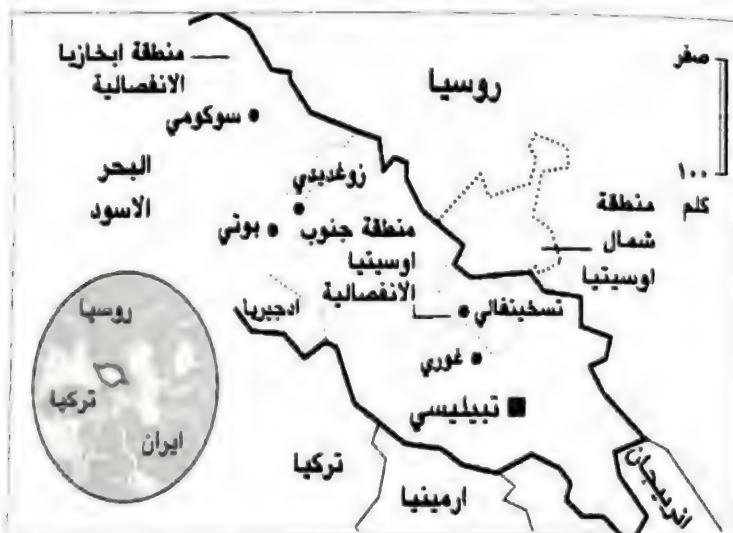 منطقة ابخازيا
الانفصالية
سوكومي
البحر
الاسود
روسيا
صفر
١٠٠
كلم
زوغديدي
بوتي
منطقة جنوب
اوسيتيا
الانفصالية
منطقة
شمال
اوسيتيا
ادجيريا
تسخينفالي
غوري
تبيليسي
تركيا
ارمينيا
اذربيجان
روسيا
تركيا
ايران